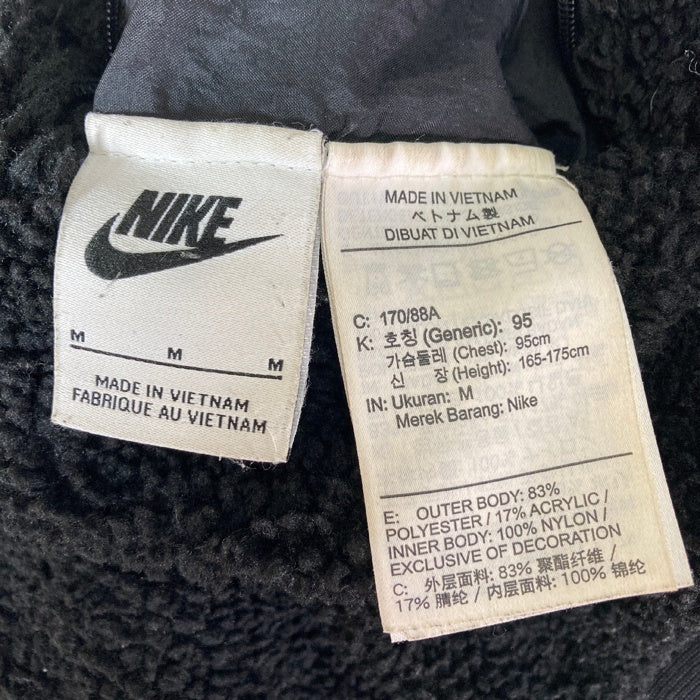 NIKE
M M M
MADE IN VIETNAM
FABRIQUE AU VIETNAM
MADE IN VIETNAM
ベトナム製
DIBUAT DI VIETNAM
C: 170/88A
K: 호칭 (Generic): 95
가슴둘레 (Chest): 95cm
신 장 (Height): 165-175cm
IN: Ukuran: M
Merek Barang: Nike
E: OUTER BODY: 83%
POLYESTER / 17% ACRYLIC /
INNER BODY: 100% NYLON /
EXCLUSIVE OF DECORATION
C: 外层面料: 83% 聚酯纤维 /
17% 腈纶 / 内层面料: 100% 锦纶